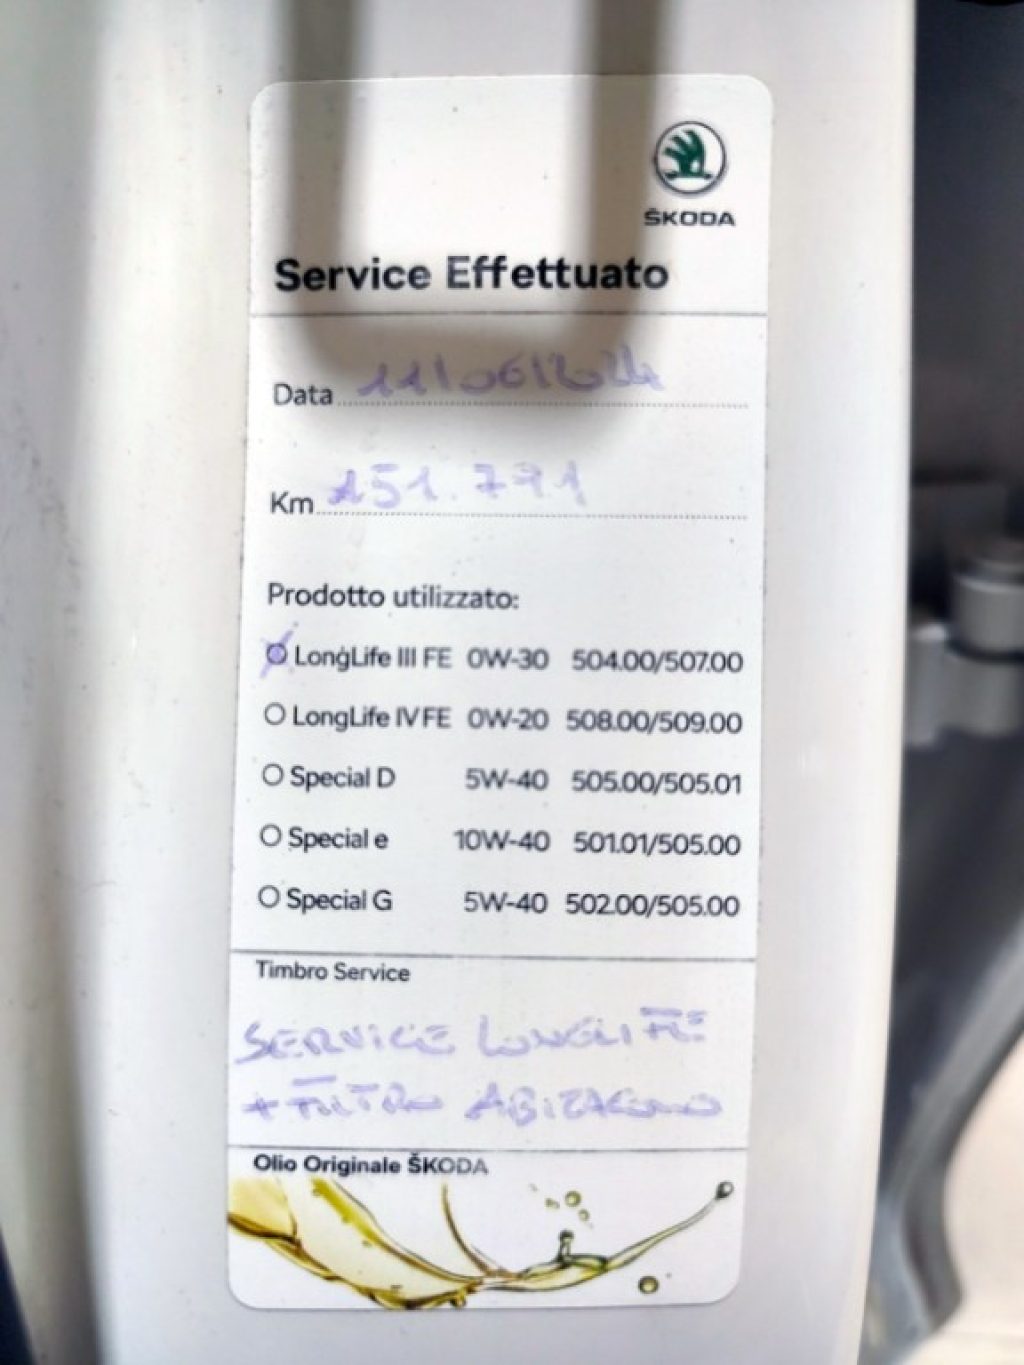 ŠKODA
Service Effettuato
Data 11/06/2024
Km 151.791
Prodotto utilizzato:
LongLife III FE 0W-30 504.00/507.00
LongLife IV FE 0W-20 508.00/509.00
Special D 5W-40 505.00/505.01
Special e 10W-40 501.01/505.00
Special G 5W-40 502.00/505.00
Timbro Service
SERVICE LONGLIFE
+ FILTRO ABITACOLO
Olio Originale ŠKODA